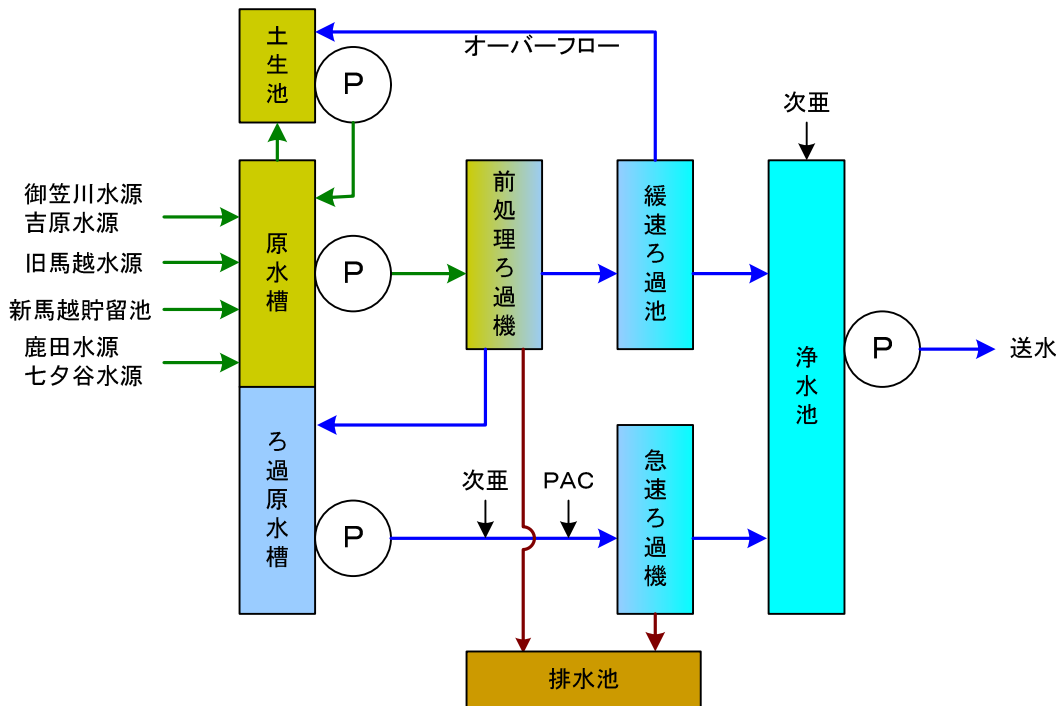 土生池
P
オーバーフロー
次亜
御笠川水源
吉原水源
旧馬越水源
新馬越貯留池
鹿田水源
七夕谷水源
原水槽
P
前処理ろ過機
緩速ろ過池
浄水池
P
送水
ろ過原水槽
P
次亜
PAC
急速ろ過機
排水池